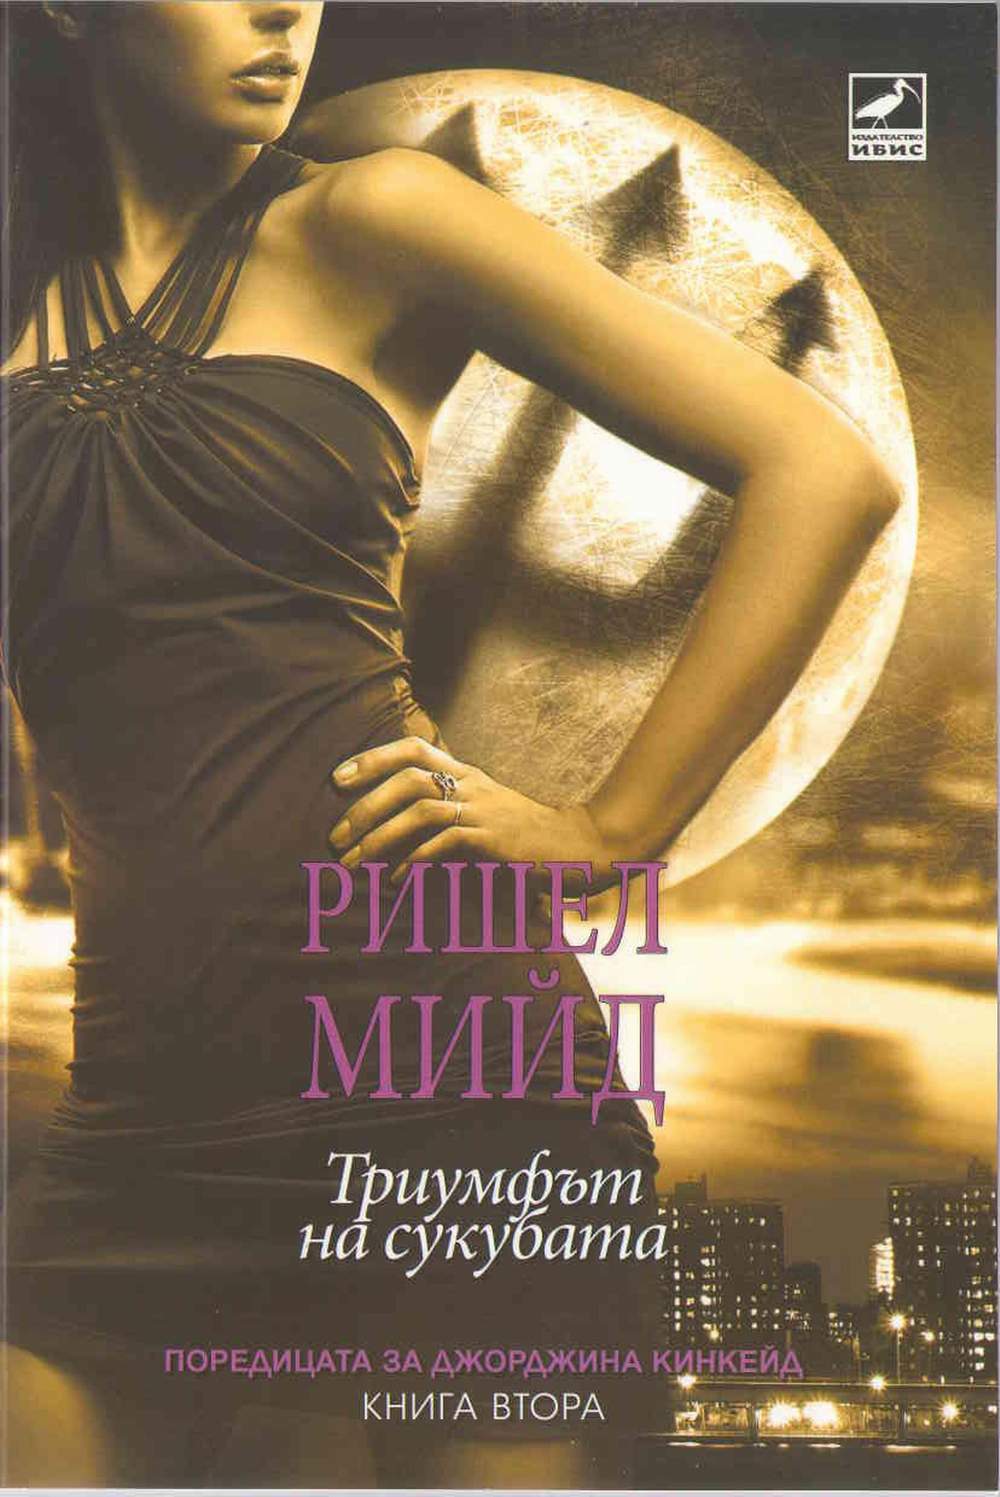 ИЗДАТЕЛСТВО
ИБИС
РИШЕЛ
МИЙД
Триумфът
на сукубата
ПОРЕДИЦАТА ЗА ДЖОРДЖИНА КИНКЕЙД
КНИГА ВТОРА